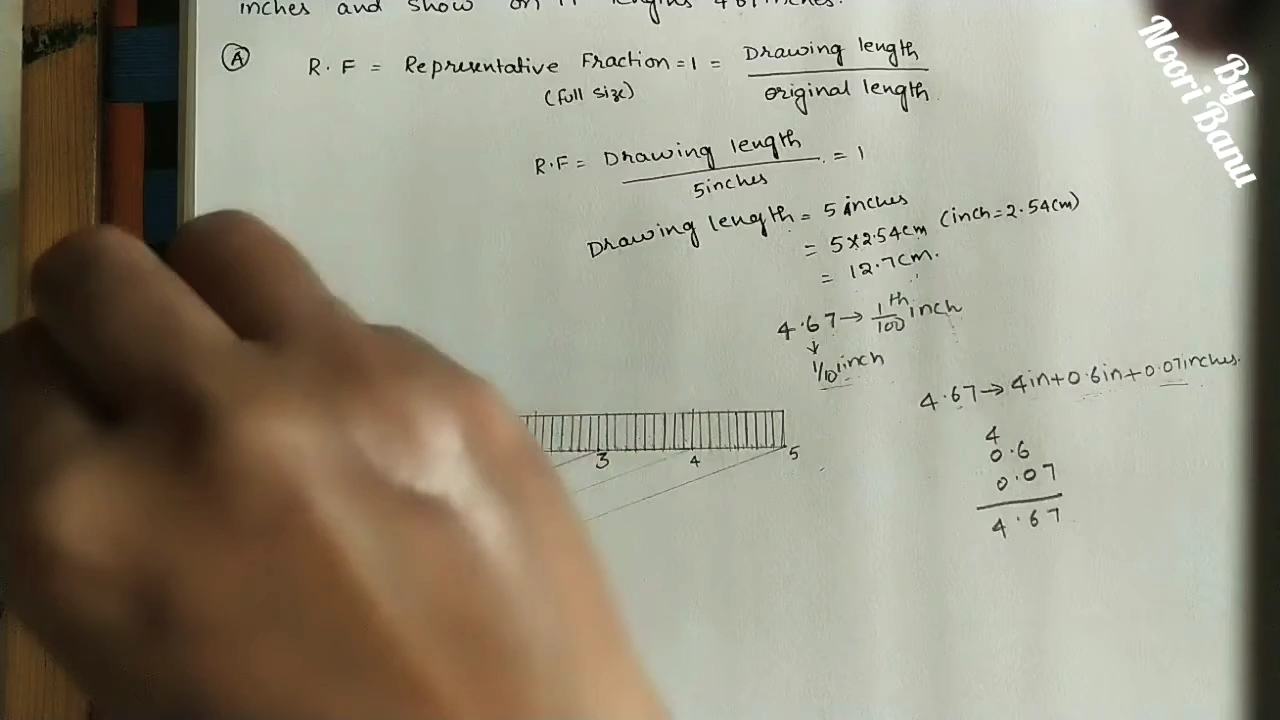 inches and show on it lengths 4.67 inches.
A R.F = Representative Fraction = 1 = Drawing length / original length
(full size)
R.F = Drawing length / 5inches = 1
Drawing length = 5 inches
= 5×2.54cm (inch=2.54cm)
= 12.7cm.
4.67 → 1/100 th inch
↓
1/10 inch
4.67 → 4in+0.6in+0.07inches.
4
0.6
0.07
4.67
3 4 5
By
Noori Banu